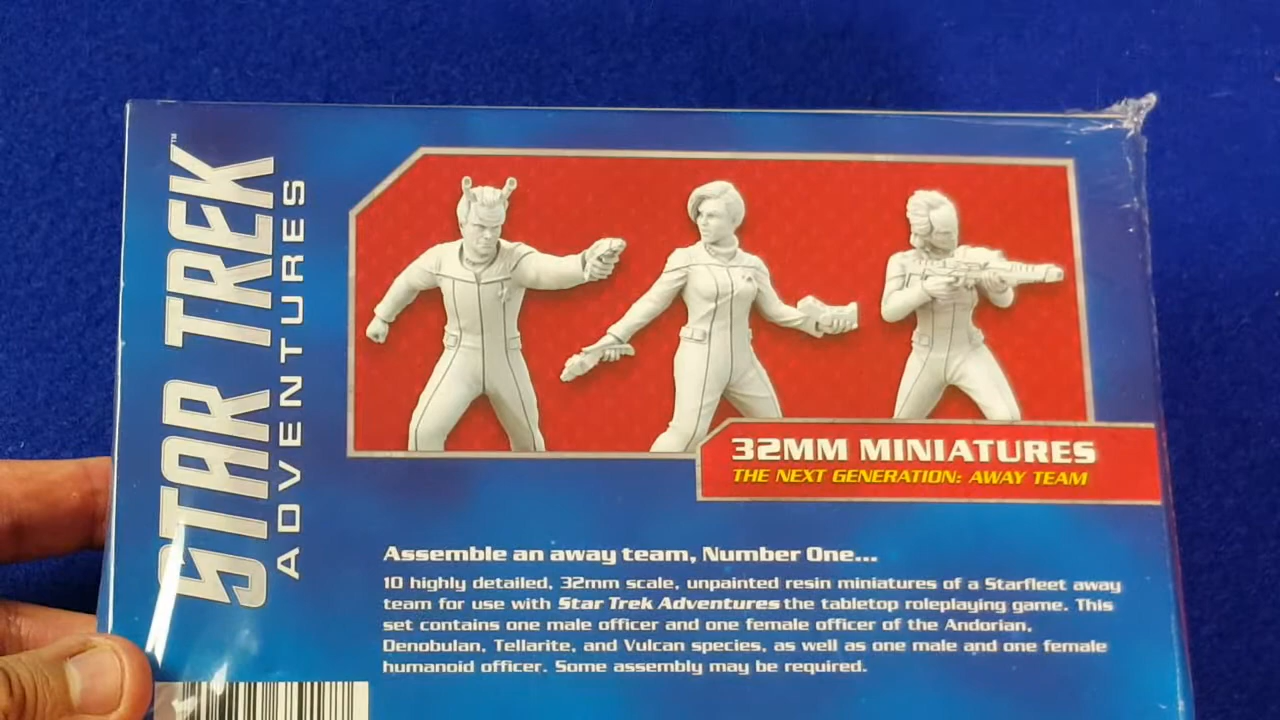 STAR TREK™
ADVENTURES
32MM MINIATURES
THE NEXT GENERATION: AWAY TEAM
Assemble an away team, Number One...
10 highly detailed, 32mm scale, unpainted resin miniatures of a Starfleet away
team for use with Star Trek Adventures the tabletop roleplaying game. This
set contains one male officer and one female officer of the Andorian,
Denobulan, Tellarite, and Vulcan species, as well as one male and one female
humanoid officer. Some assembly may be required.